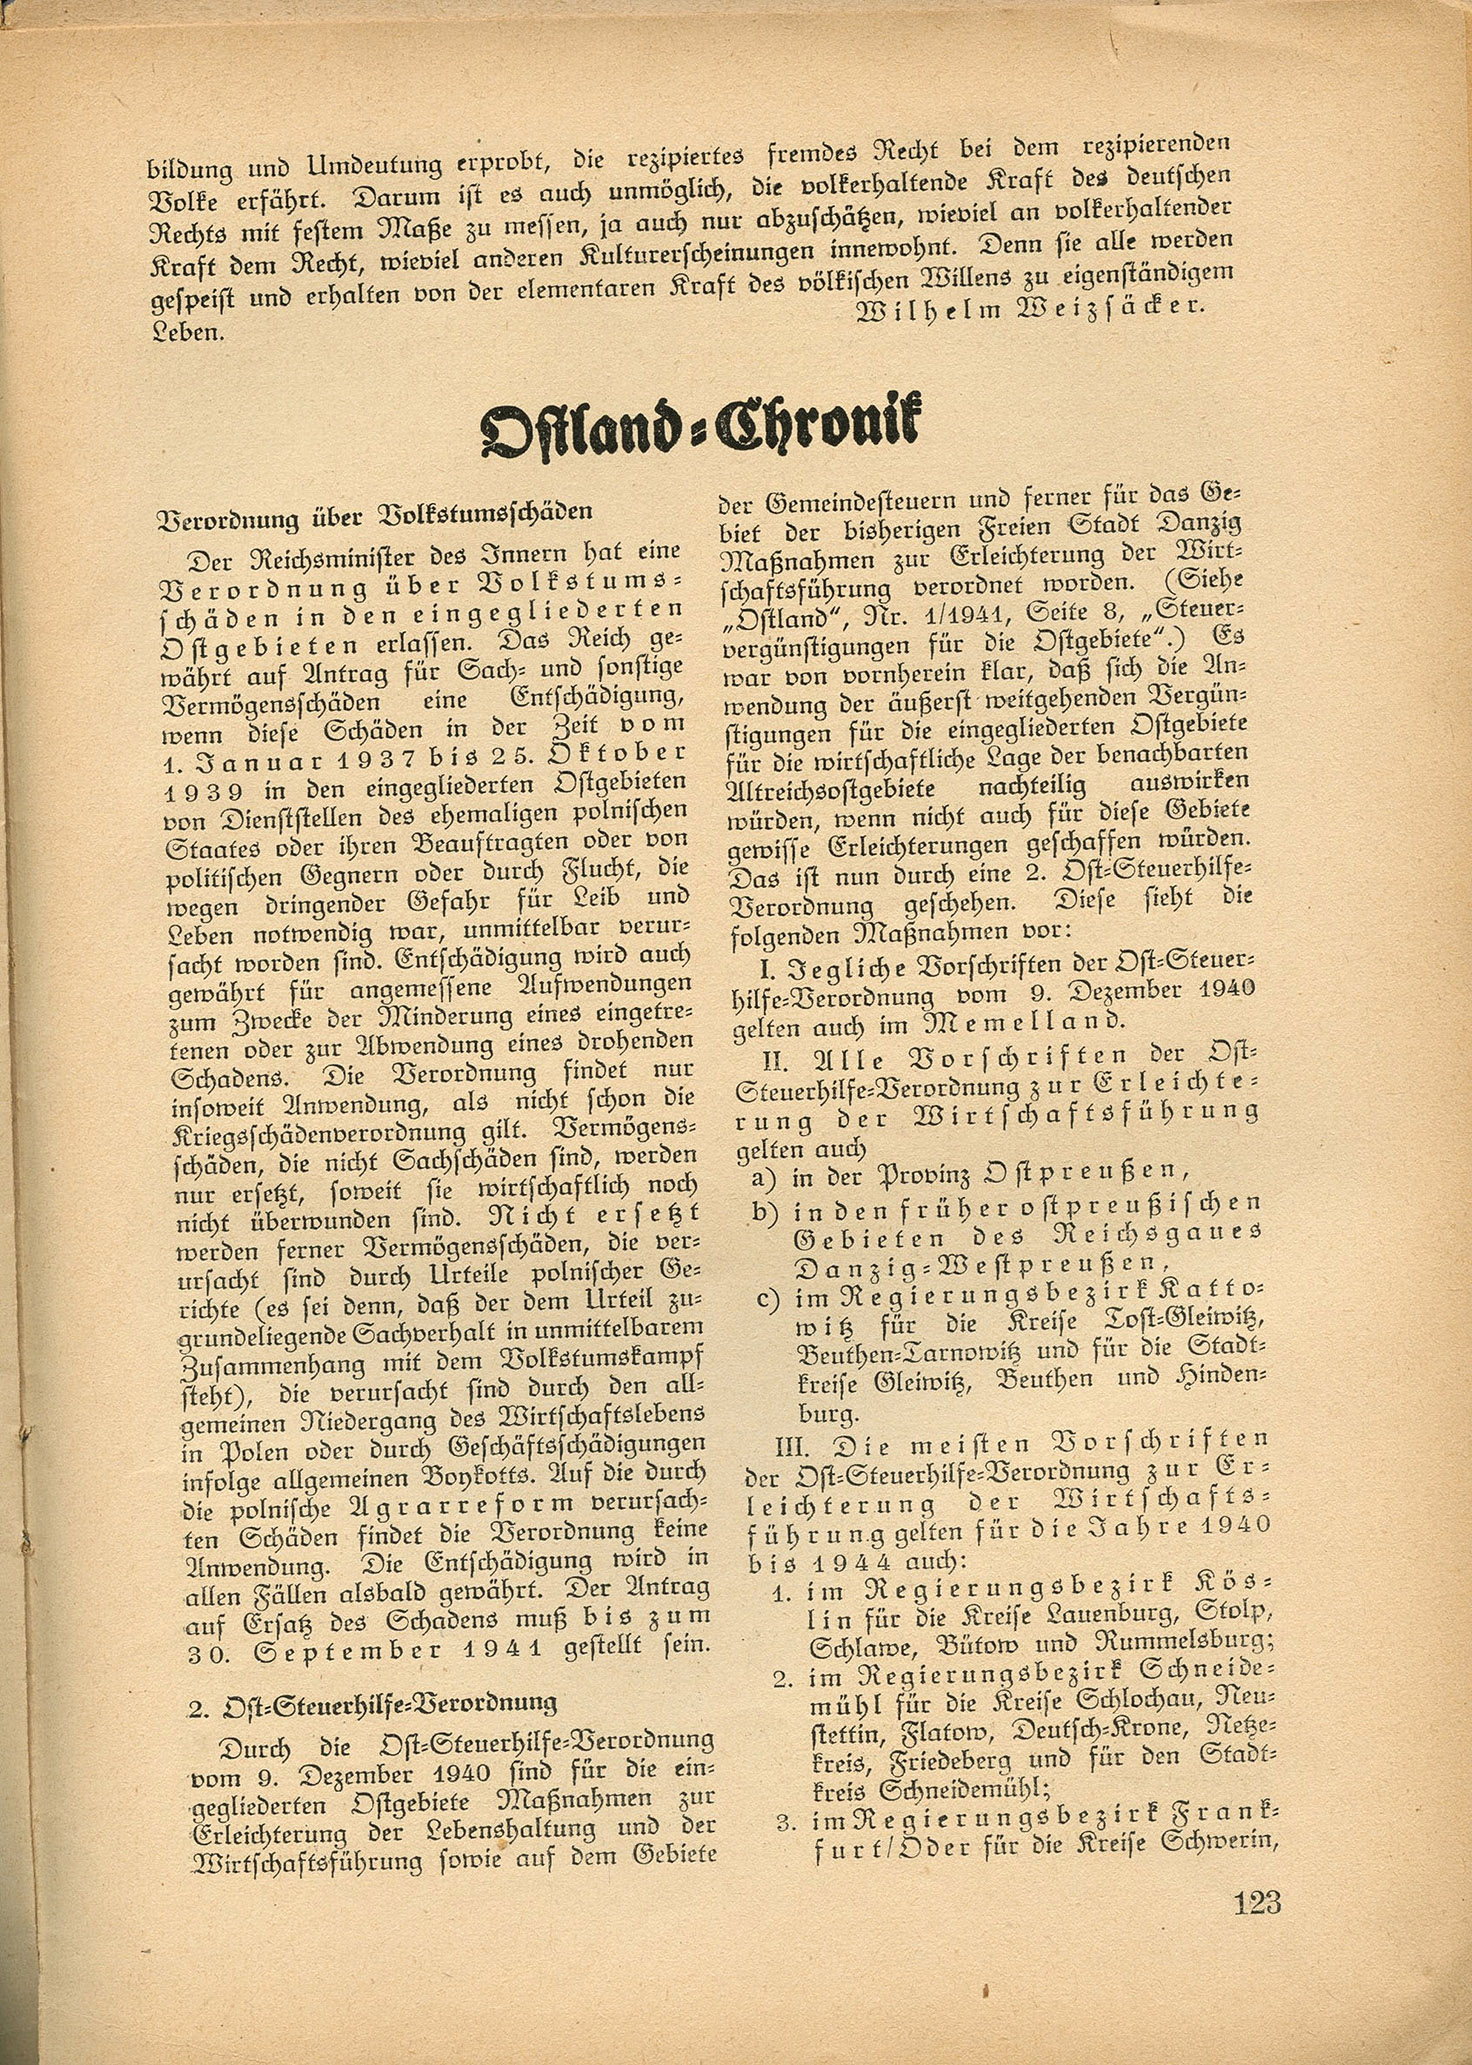 bildung und Umdeutung erprobt, die rezipiertes fremdes Recht bei dem rezipierenden
Volke erfährt. Darum ist es auch unmöglich, die volkerhaltende Kraft des deutschen
Rechts mit festem Maße zu messen, ja auch nur abzuschätzen, wieviel an volkerhaltender
Kraft dem Recht, wieviel anderen Kulturerscheinungen innewohnt. Denn sie alle werden
gespeist und erhalten von der elementaren Kraft des völkischen Willens zu eigenständigem
Leben.
Wilhelm Weizsäcker.
Ostland-Chronik
Verordnung über Volkstumsschäden
Der Reichsminister des Innern hat eine
Verordnung über Volkstums-
schäden in den eingegliederten
Ostgebieten erlassen. Das Reich ge-
währt auf Antrag für Sach- und sonstige
Vermögensschäden eine Entschädigung,
wenn diese Schäden in der Zeit vom
1. Januar 1937 bis 25. Oktober
1939 in den eingegliederten Ostgebieten
von Dienststellen des ehemaligen polnischen
Staates oder ihren Beauftragten oder von
politischen Gegnern oder durch Flucht, die
wegen dringender Gefahr für Leib und
Leben notwendig war, unmittelbar verur-
sacht worden sind. Entschädigung wird auch
gewährt für angemessene Aufwendungen
zum Zwecke der Minderung eines eingetre-
tenen oder zur Abwendung eines drohenden
Schadens. Die Verordnung findet nur
insoweit Anwendung, als nicht schon die
Kriegsschädenverordnung gilt. Vermögens-
schäden, die nicht Sachschäden sind, werden
nur ersetzt, soweit sie wirtschaftlich noch
nicht überwunden sind. Nicht ersetzt
werden ferner Vermögensschäden, die ver-
ursacht sind durch Urteile polnischer Ge-
richte (es sei denn, daß der dem Urteil zu-
grundeliegende Sachverhalt in unmittelbarem
Zusammenhang mit dem Volkstumskampf
steht), die verursacht sind durch den all-
gemeinen Niedergang des Wirtschaftslebens
in Polen oder durch Geschäftsschädigungen
infolge allgemeinen Boykotts. Auf die durch
die polnische Agrarreform verursach-
ten Schäden findet die Verordnung keine
Anwendung. Die Entschädigung wird in
allen Fällen alsbald gewährt. Der Antrag
auf Ersatz des Schadens muß bis zum
30. September 1941 gestellt sein.
2. Ost-Steuerhilfe-Verordnung
Durch die Ost-Steuerhilfe-Verordnung
vom 9. Dezember 1940 sind für die ein-
gegliederten Ostgebiete Maßnahmen zur
Erleichterung der Lebenshaltung und der
Wirtschaftsführung sowie auf dem Gebiete
der Gemeindesteuern und ferner für das Ge-
biet der bisherigen Freien Stadt Danzig
Maßnahmen zur Erleichterung der Wirt-
schaftsführung verordnet worden. (Siehe
„Ostland“, Nr. 1/1941, Seite 8, „Steuer-
vergünstigungen für die Ostgebiete“.) Es
war von vornherein klar, daß sich die An-
wendung der äußerst weitgehenden Vergün-
stigungen für die eingegliederten Ostgebiete
für die wirtschaftliche Lage der benachbarten
Altreichsostgebiete nachteilig auswirken
würden, wenn nicht auch für diese Gebiete
gewisse Erleichterungen geschaffen würden.
Das ist nun durch eine 2. Ost-Steuerhilfe-
Verordnung geschehen. Diese sieht die
folgenden Maßnahmen vor:
I. Jegliche Vorschriften der Ost-Steuer-
hilfe-Verordnung vom 9. Dezember 1940
gelten auch im Memelland.
II. Alle Vorschriften der Ost-
Steuerhilfe-Verordnung zur Erleichte-
rung der Wirtschaftsführung
gelten auch
a) in der Provinz Ostpreußen,
b) in den früher ostpreußischen
Gebieten des Reichsgaues
Danzig-Westpreußen,
c) im Regierungsbezirk Katto-
witz für die Kreise Tost-Gleiwitz,
Beuthen-Tarnowitz und für die Stadt-
kreise Gleiwitz, Beuthen und Hinden-
burg.
III. Die meisten Vorschriften
der Ost-Steuerhilfe-Verordnung zur Er-
leichterung der Wirtschafts-
führung gelten für die Jahre 1940
bis 1944 auch:
1. im Regierungsbezirk Kös-
lin für die Kreise Lauenburg, Stolp,
Schlawe, Bütow und Rummelsburg;
2. im Regierungsbezirk Schneide-
mühl für die Kreise Schlochau, Neu-
stettin, Flatow, Deutsch-Krone, Netze-
kreis, Friedeberg und für den Stadt-
kreis Schneidemühl;
3. im Regierungsbezirk Frank-
furt/Oder für die Kreise Schwerin,
123